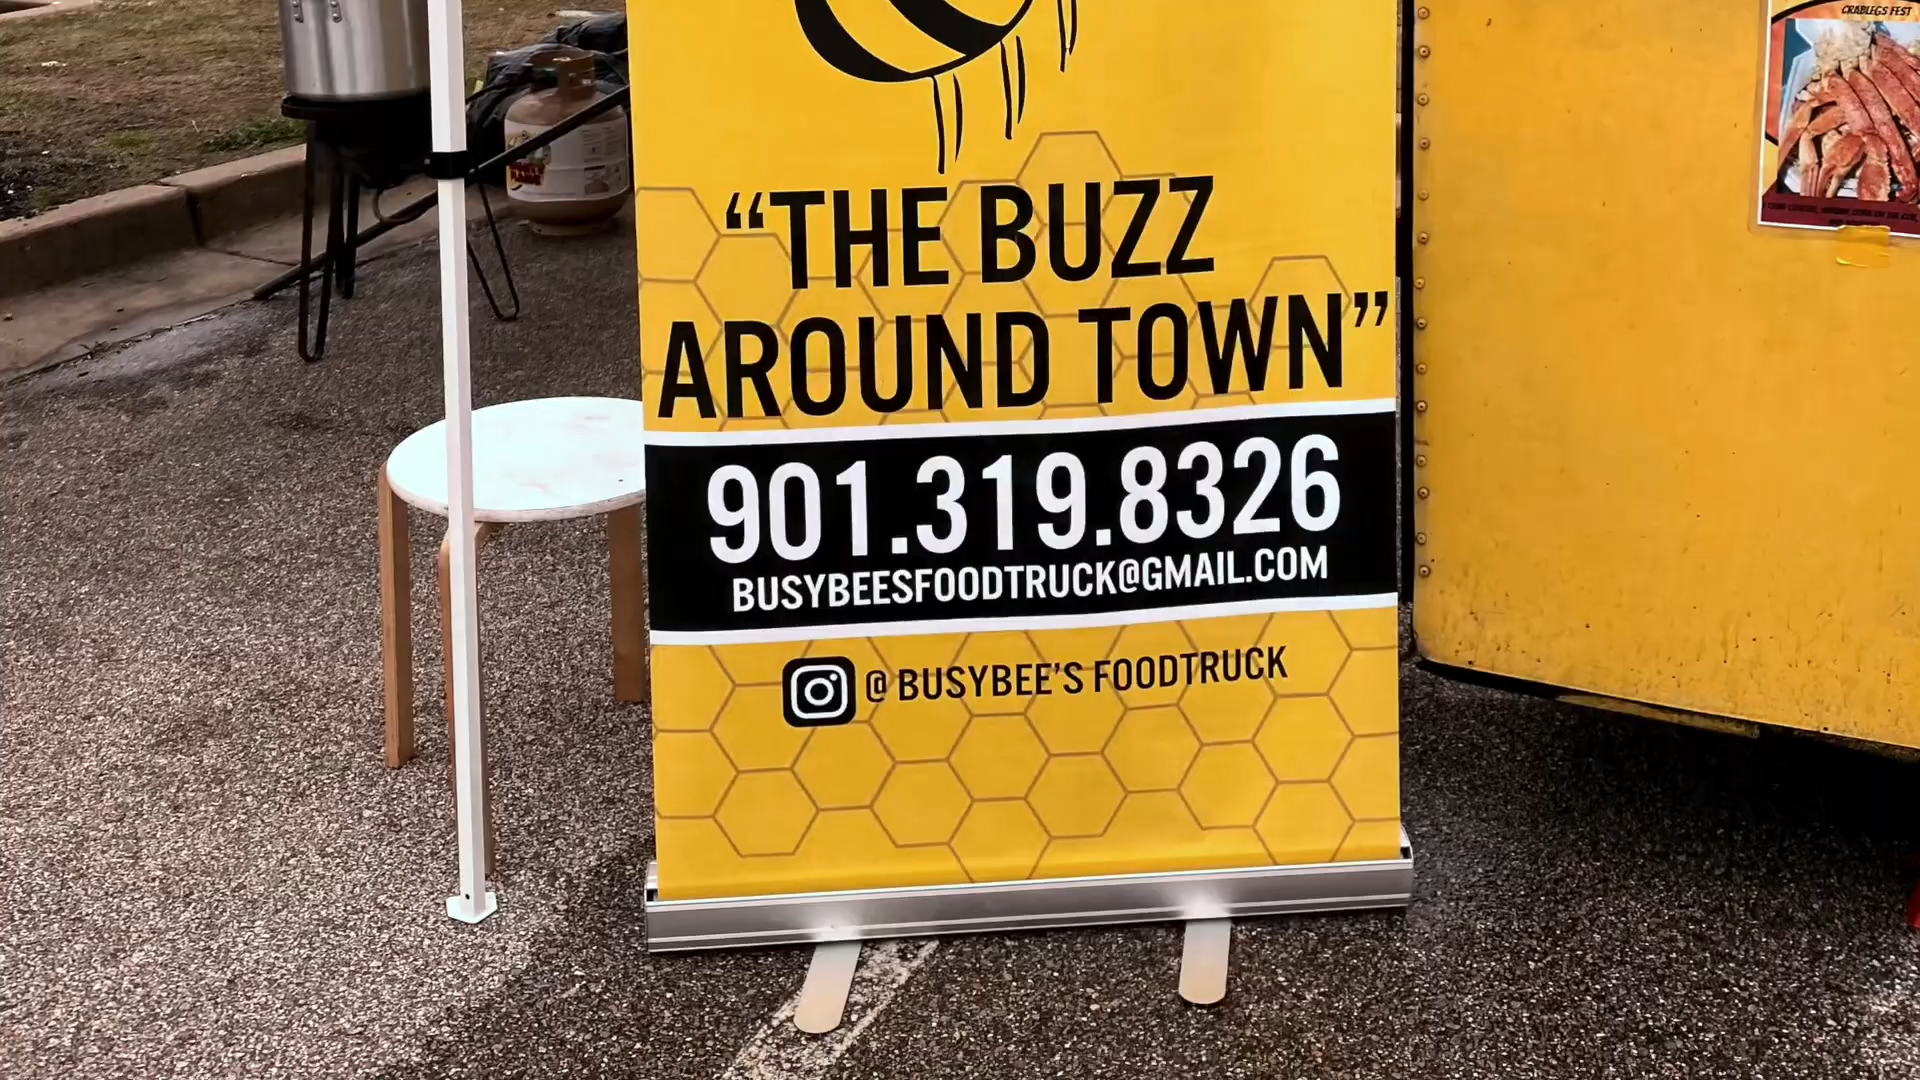 CRABLEGS FEST
“THE BUZZ
AROUND TOWN”
901.319.8326
BUSYBEESFOODTRUCK@GMAIL.COM
@ BUSYBEE’S FOODTRUCK